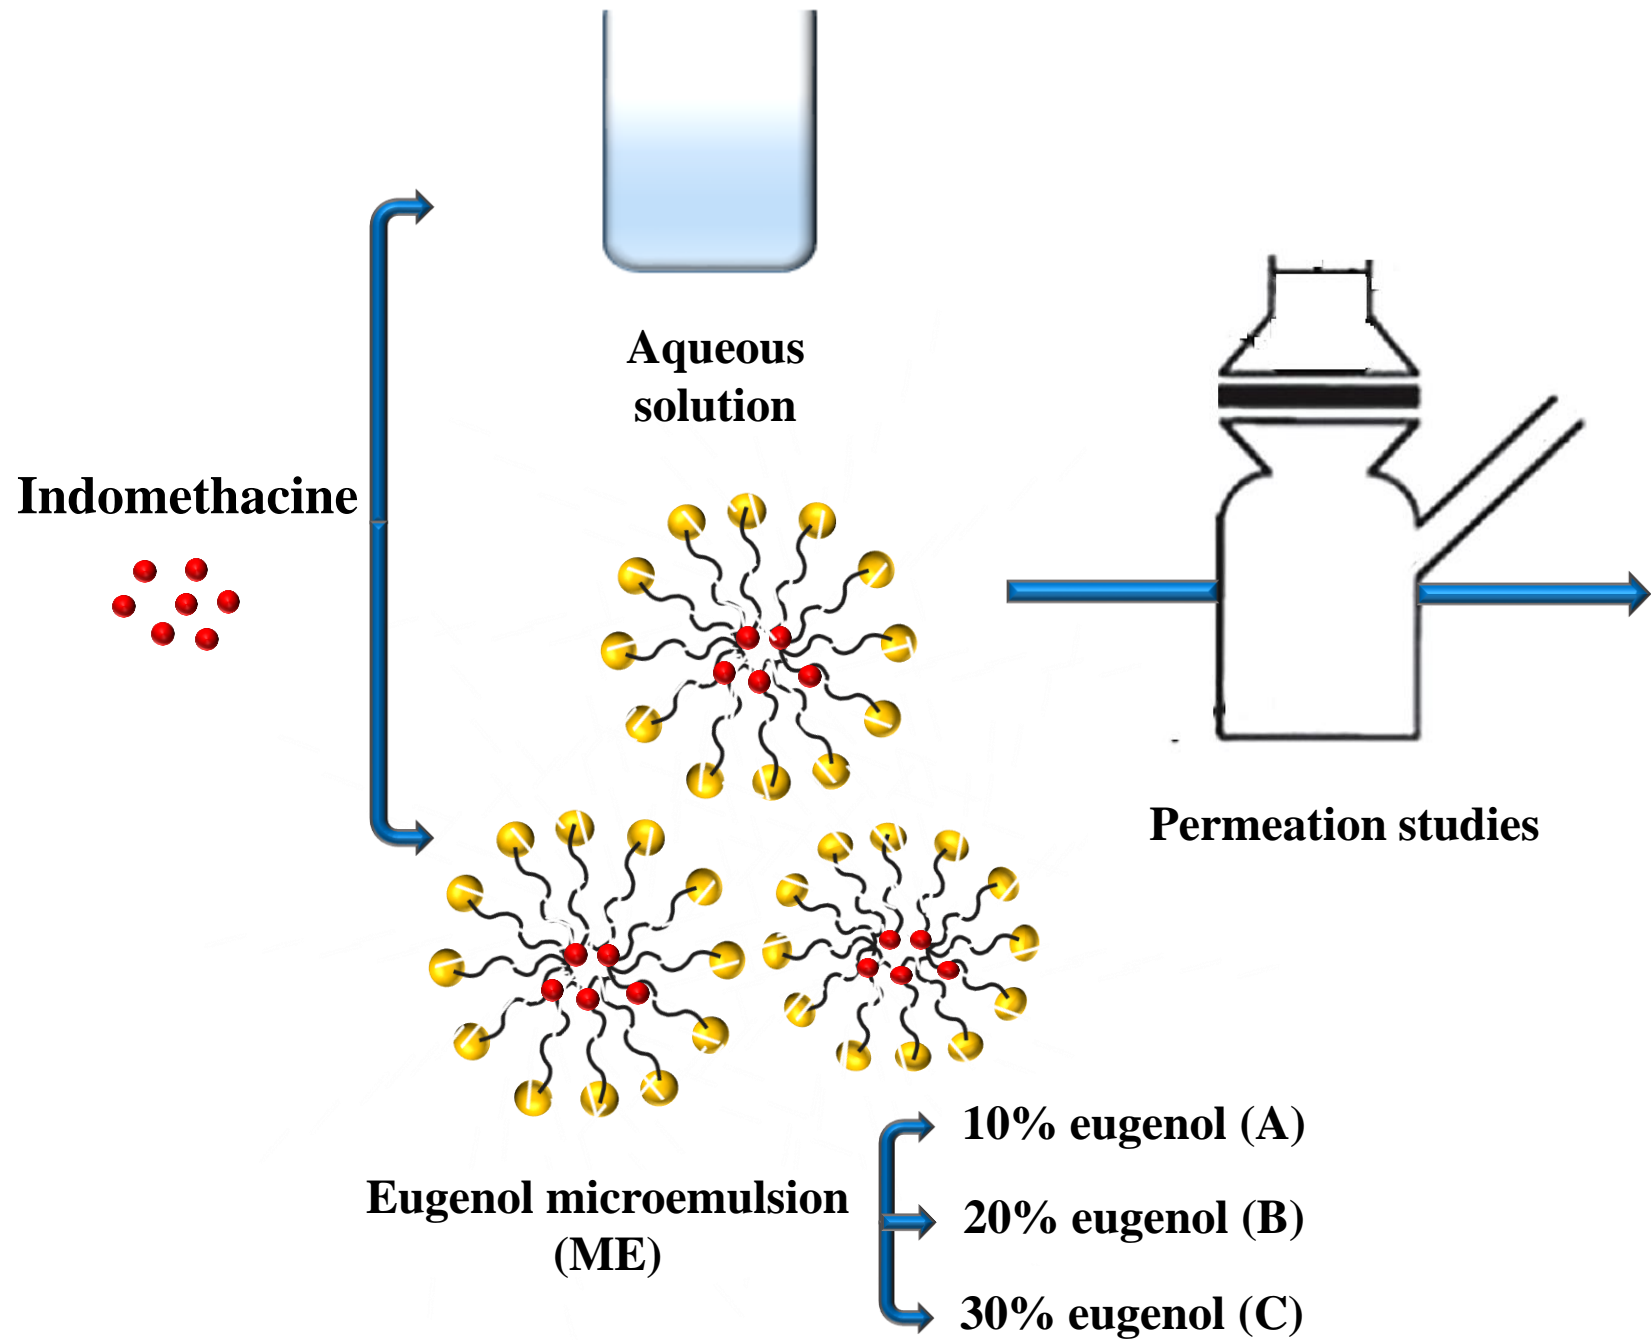 Aqueous
solution
Indomethacine
Permeation studies
Eugenol microemulsion
(ME)
10% eugenol (A)
20% eugenol (B)
30% eugenol (C)